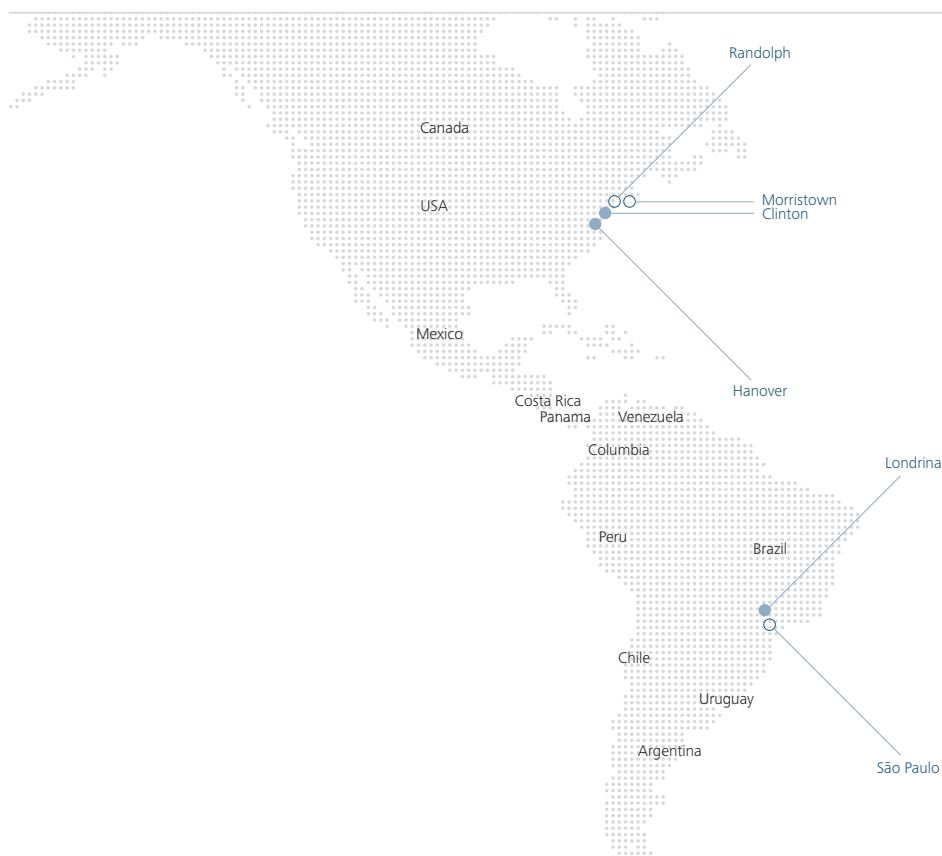 Randolph
Canada
Morristown
USA
Clinton
Mexico
Hanover
Costa Rica
Panama
Venezuela
Columbia
Londrina
Peru
Brazil
Chile
Uruguay
Argentina
São Paulo